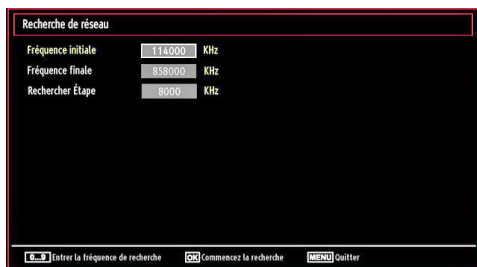 Recherche de réseau
Fréquence initiale 114000 KHz
Fréquence finale 858000 KHz
Rechercher Étape 8000 KHz
0...9 Entrer la fréquence de recherche OK Commencez la recherche MENU Quitter